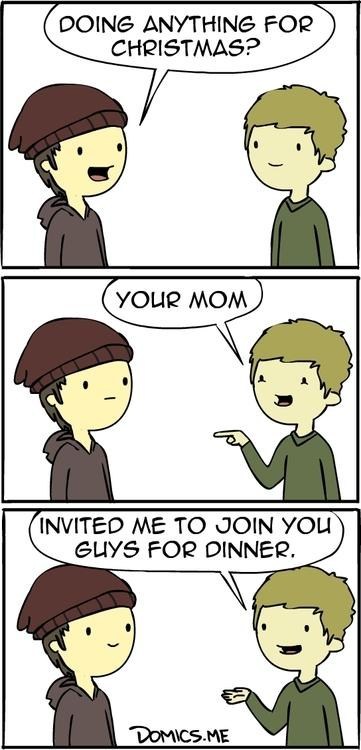 DOING ANYTHING FOR
CHRISTMAS?
YOUR MOM
INVITED ME TO JOIN YOU
GUYS FOR DINNER.
DOMICS.ME